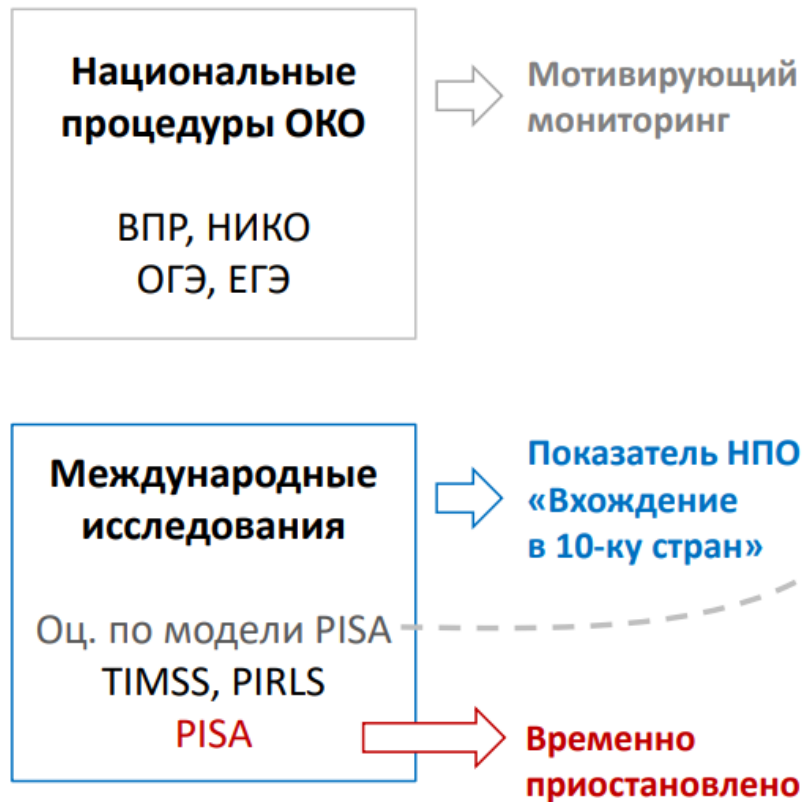 Национальные
процедуры ОКО
ВПР, НИКО
ОГЭ, ЕГЭ
Мотивирующий
мониторинг
Международные
исследования
Оц. по модели PISA
TIMSS, PIRLS
PISA
Показатель НПО
«Вхождение
в 10-ку стран»
Временно
приостановлено